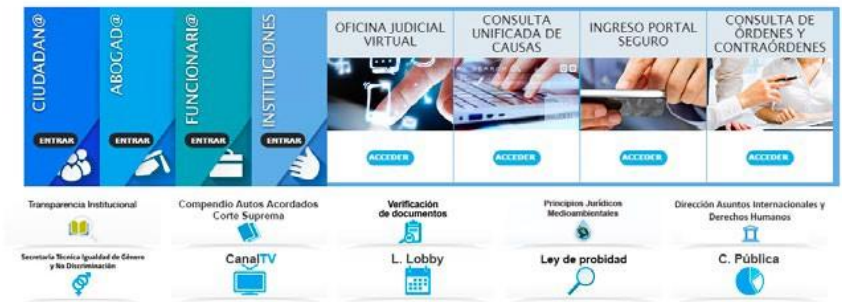 CIUDADAN@
ENTRAR
ABOGAD@
ENTRAR
FUNCIONARI@
ENTRAR
INSTITUCIONES
ENTRAR
OFICINA JUDICIAL
VIRTUAL
ACCEDER
CONSULTA
UNIFICADA DE
CAUSAS
ACCEDER
INGRESO PORTAL
SEGURO
ACCEDER
CONSULTA DE
ÓRDENES Y
CONTRAÓRDENES
ACCEDER
Transparencia Institucional
Compendio Autos Acordados
Corte Suprema
Verificación
de documentos
Principios Jurídicos
Medioambientales
Dirección Asuntos Internacionales y
Derechos Humanos
Secretaría Técnica Igualdad de Género
y No Discriminación
CanalTV
L. Lobby
Ley de probidad
C. Pública